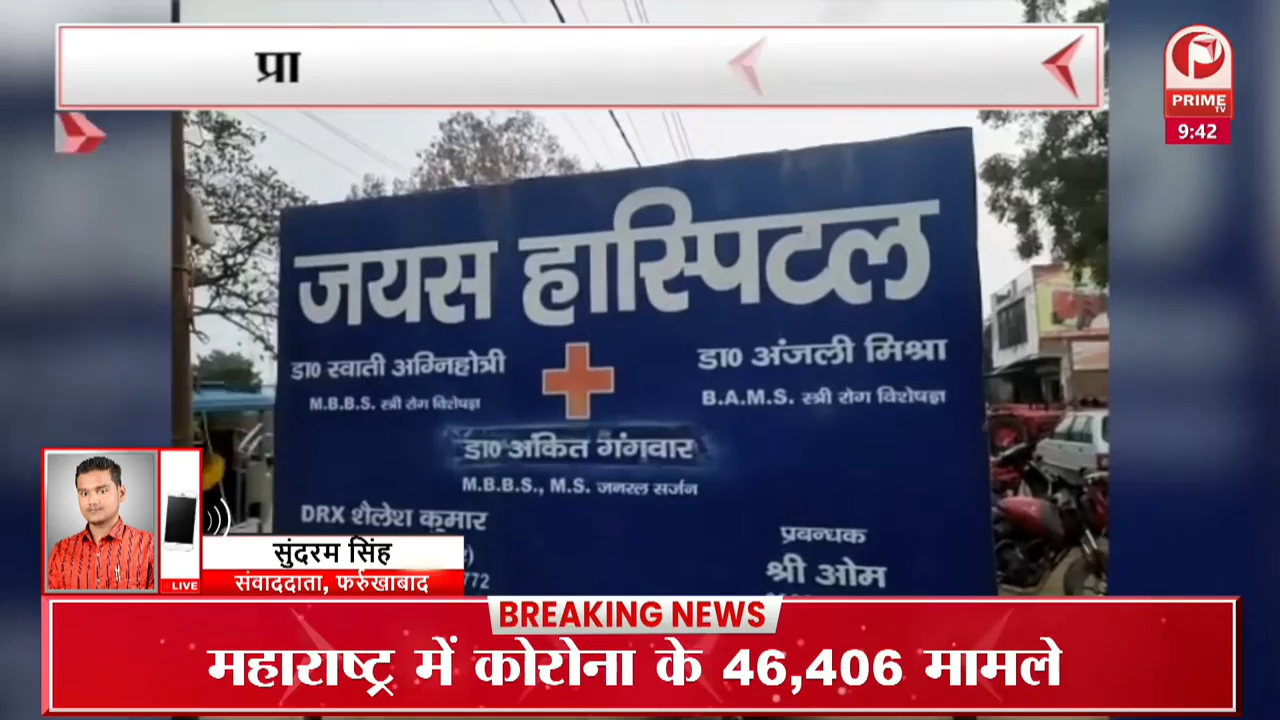 प्रा
PRIME
TV
9:42
जयस हास्पिटल
डा0 स्वाती अग्निहोत्री
M.B.B.S. स्त्री रोग विशेषज्ञ
डा0 अंजली मिश्रा
B.A.M.S. स्त्री रोग विशेषज्ञ
डा0 अंकित गंगवार
M.B.B.S., M.S. जनरल सर्जन
DRX शैलेश कुमार
772
प्रबन्धक
श्री ओम
LIVE
सुंदरम सिंह
संवाददाता, फर्रुखाबाद
BREAKING NEWS
महाराष्ट्र में कोरोना के 46,406 मामले